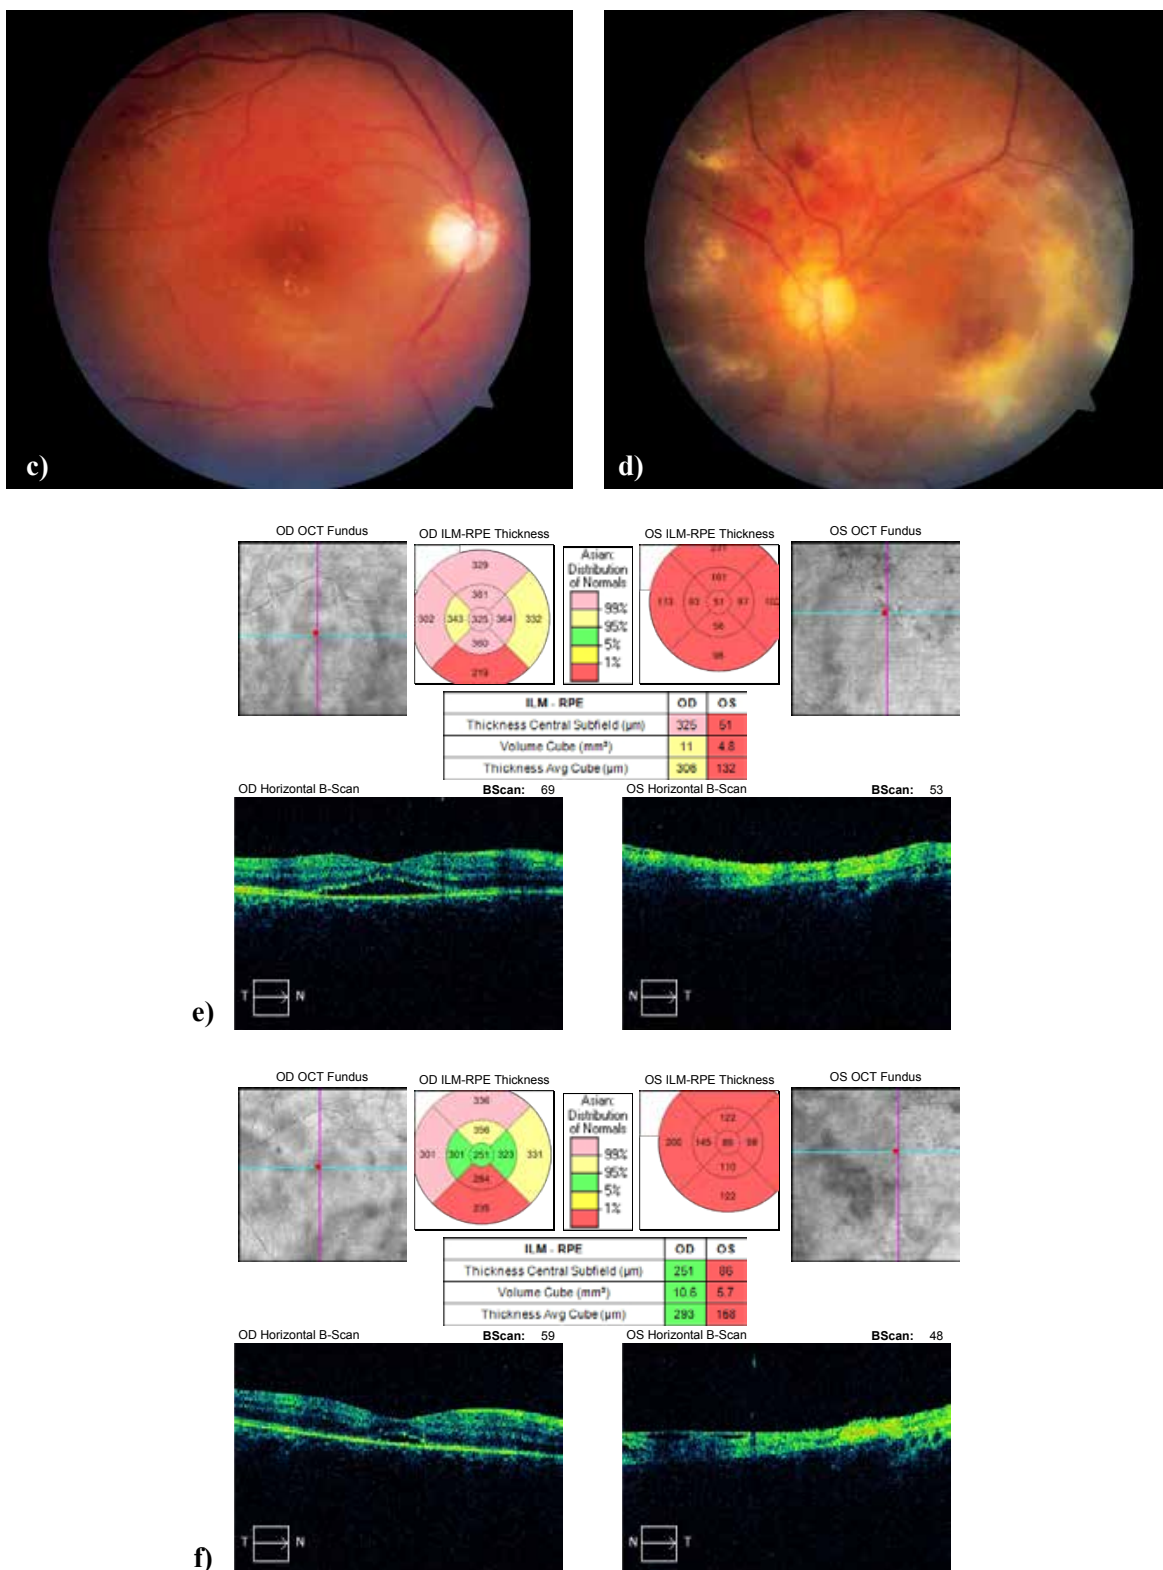 c)
d)
OD OCT Fundus
OD ILM-RPE Thickness
OS ILM-RPE Thickness
OS OCT Fundus
329
361
302 343 325 364 332
360
219
Asian:
Distribution
of Normals
99%
95%
5%
1%
231
161
113 51
56
ILM - RPE OD OS
Thickness Central Subfield (µm) 325 51
Volume Cube (mm³) 11 4.8
Thickness Avg Cube (µm) 306 132
OD Horizontal B-Scan BScan: 69
OS Horizontal B-Scan BScan: 53
T N
N T
e)
OD OCT Fundus
OD ILM-RPE Thickness
OS ILM-RPE Thickness
OS OCT Fundus
336
356
301 301 251 323 331
284
235
Asian:
Distribution
of Normals
99%
95%
5%
1%
122
200 145 98
110
122
ILM - RPE OD OS
Thickness Central Subfield (µm) 251 86
Volume Cube (mm³) 10.6 5.7
Thickness Avg Cube (µm) 293 168
OD Horizontal B-Scan BScan: 59
OS Horizontal B-Scan BScan: 48
T N
N T
f)